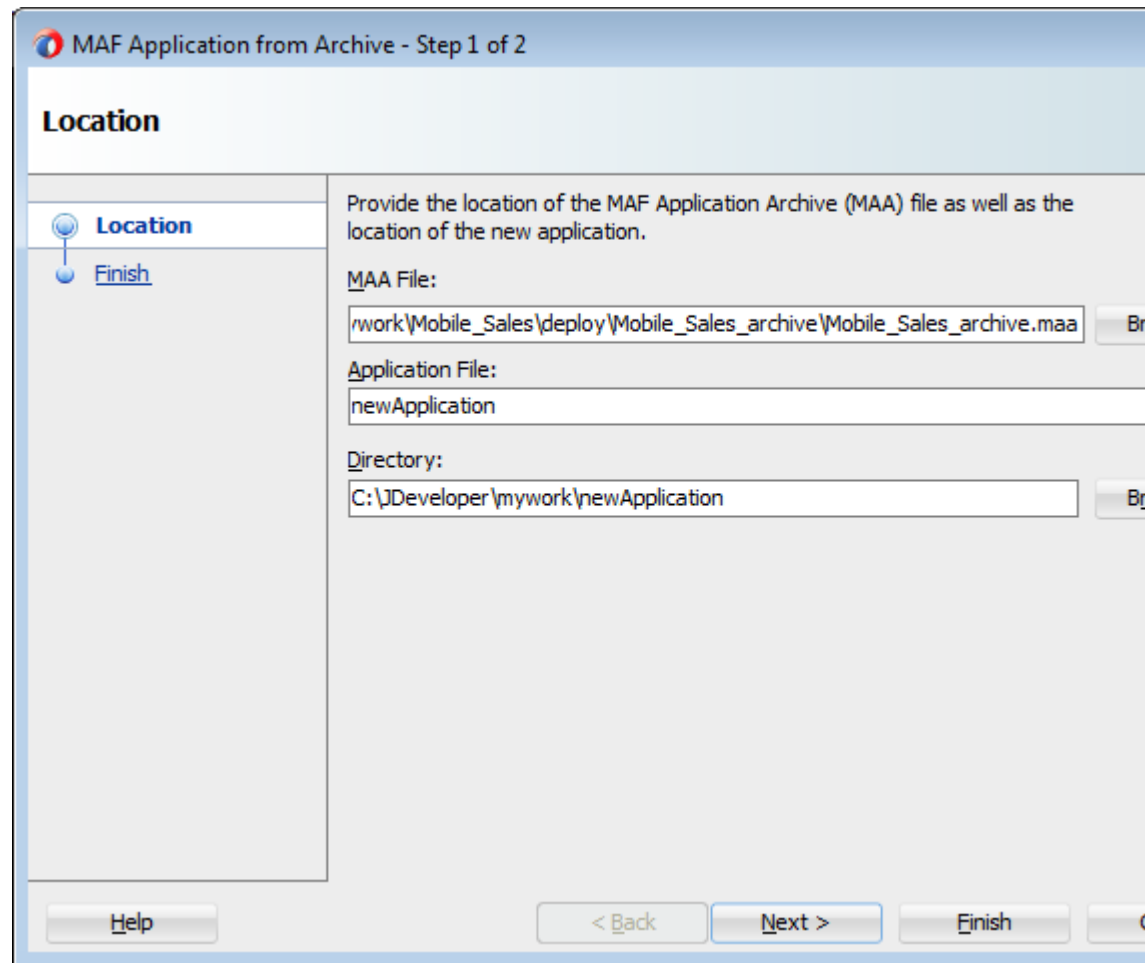 MAF Application from Archive - Step 1 of 2
Location
Location
Finish
Provide the location of the MAF Application Archive (MAA) file as well as the
location of the new application.
MAA File:
work\Mobile_Sales\deploy\Mobile_Sales_archive\Mobile_Sales_archive.maa
Application File:
newApplication
Directory:
C:\JDeveloper\mywork\newApplication
Help
< Back
Next >
Finish